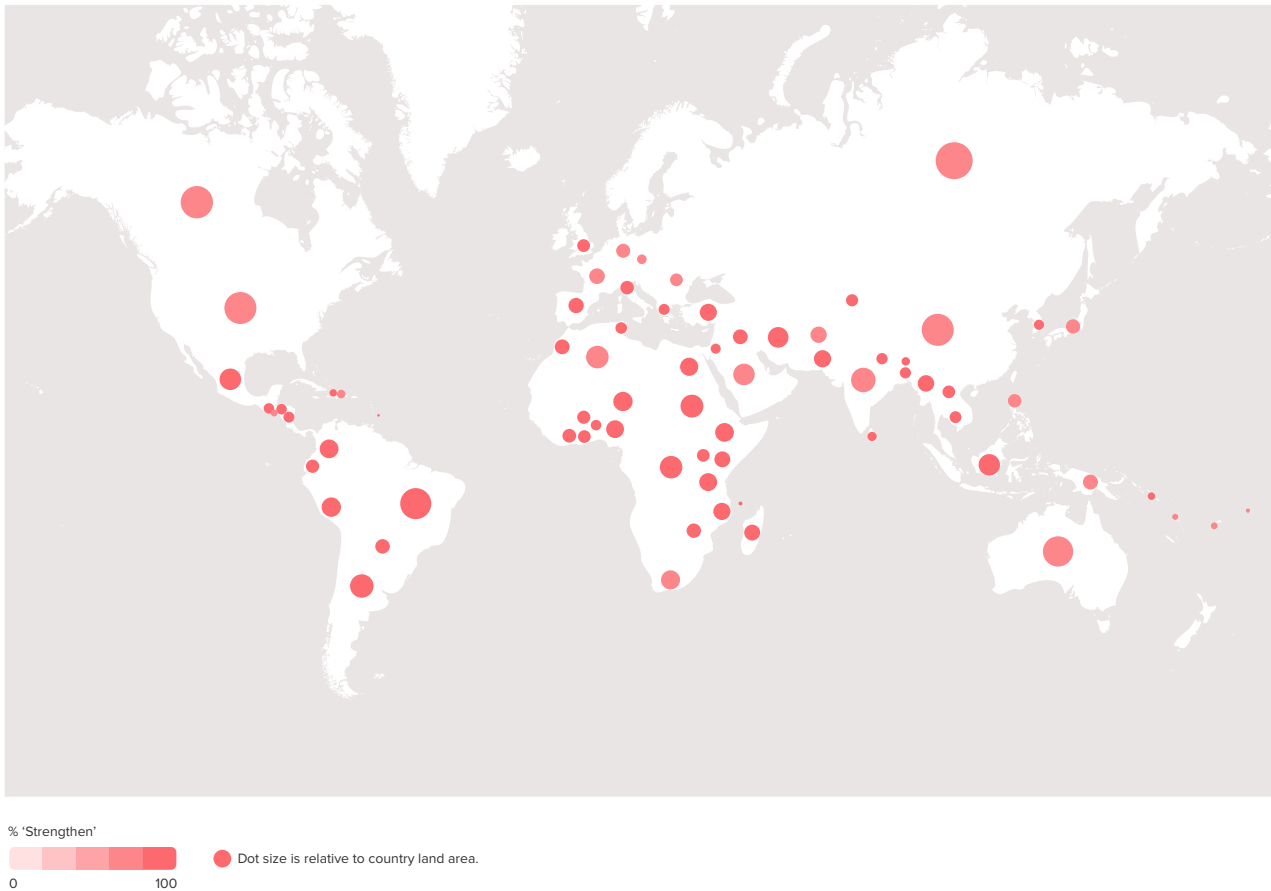 % ‘Strengthen’
Dot size is relative to country land area.
0 100